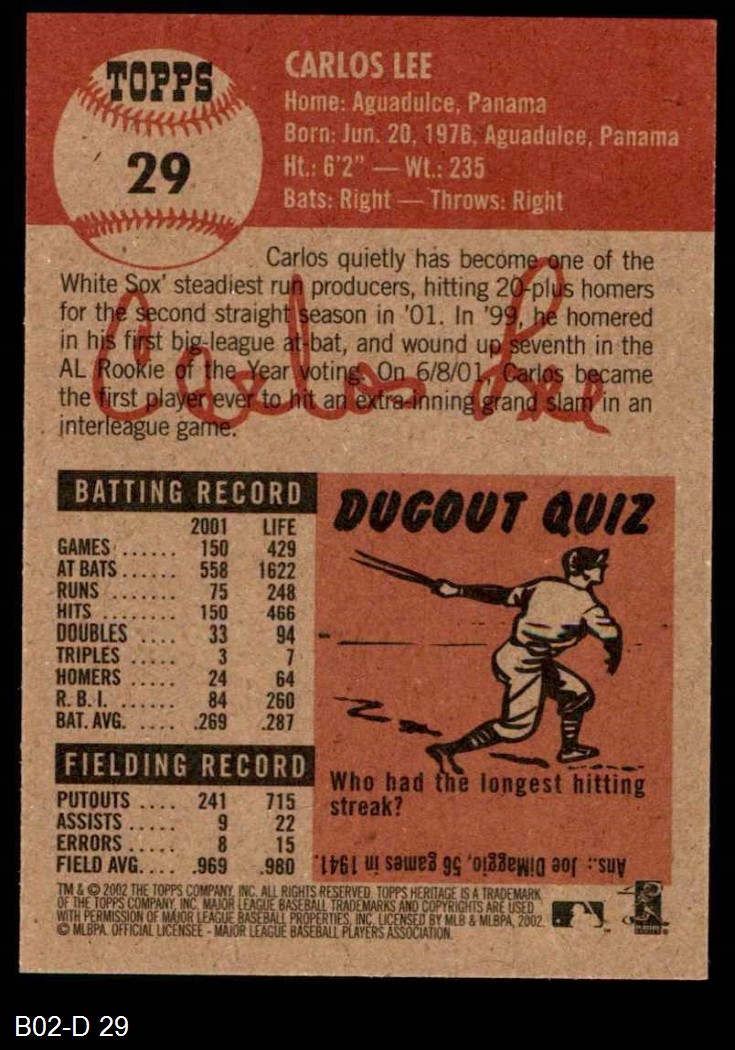 TOPPS
29
CARLOS LEE
Home: Aguadulce, Panama
Born: Jun. 20, 1976, Aguadulce, Panama
Ht.: 6'2" — Wt.: 235
Bats: Right — Throws: Right
Carlos quietly has become one of the
White Sox' steadiest run producers, hitting 20-plus homers
for the second straight season in '01. In '99, he homered
in his first big-league at-bat, and wound up seventh in the
AL Rookie of the Year voting. On 6/8/01, Carlos became
the first player ever to hit an extra-inning grand slam in an
interleague game.
Carlos Lee
BATTING RECORD
2001 LIFE
GAMES ...... 150 429
AT BATS ...... 558 1622
RUNS ...... 75 248
HITS ........ 150 466
DOUBLES .... 33 94
TRIPLES ..... 3 7
HOMERS ..... 24 64
R. B. I. ...... 84 260
BAT. AVG. .... .269 .287
FIELDING RECORD
PUTOUTS .... 241 715
ASSISTS ..... 9 22
ERRORS ..... 8 15
FIELD AVG. ... .969 .980
DUGOUT QUIZ
Who had the longest hitting
streak?
Ans.: Joe DiMaggio, 56 games in 1941.
TM & © 2002 THE TOPPS COMPANY, INC. ALL RIGHTS RESERVED. TOPPS HERITAGE IS A TRADEMARK
OF THE TOPPS COMPANY, INC. MAJOR LEAGUE BASEBALL TRADEMARKS AND COPYRIGHTS ARE USED
WITH PERMISSION OF MAJOR LEAGUE BASEBALL PROPERTIES, INC. LICENSED BY MLB & MLBPA, 2002.
© MLBPA. OFFICIAL LICENSEE - MAJOR LEAGUE BASEBALL PLAYERS ASSOCIATION.
B02-D 29